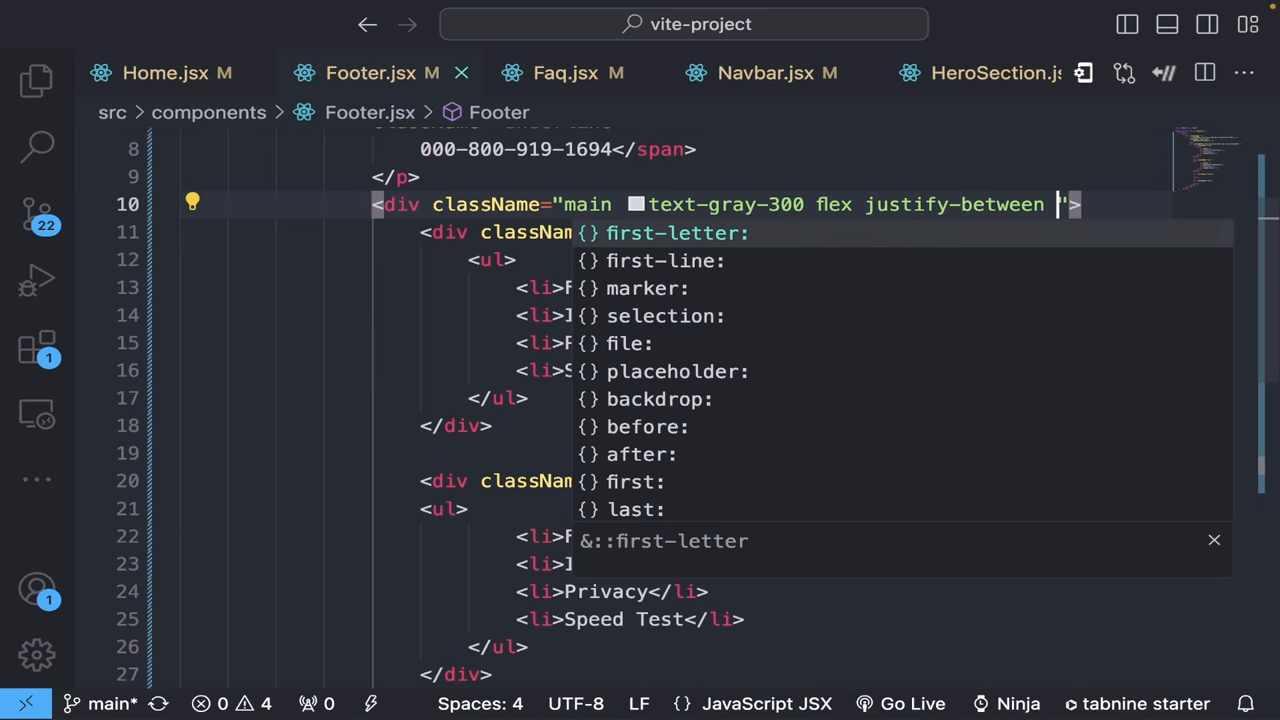 vite-project
Home.jsx M
Footer.jsx M
Faq.jsx M
Navbar.jsx M
HeroSection.js
src > components > Footer.jsx > Footer
8 000-800-919-1694</span>
9 </p>
10 <div className="main text-gray-300 flex justify-between ">
11 <div classNam
12 <ul>
13 <li>F
14 <li>I
15 <li>P
16 <li>S
17 </ul>
18 </div>
19
20 <div classNam
21 <ul>
22 <li>F
23 <li>I
24 <li>Privacy</li>
25 <li>Speed Test</li>
26 </ul>
27 </div>
{} first-letter:
{} first-line:
{} marker:
{} selection:
{} file:
{} placeholder:
{} backdrop:
{} before:
{} after:
{} first:
{} last:
&::first-letter
22
1
1
main* 0 4 0 Spaces: 4 UTF-8 LF {} JavaScript JSX Go Live Ninja tabnine starter